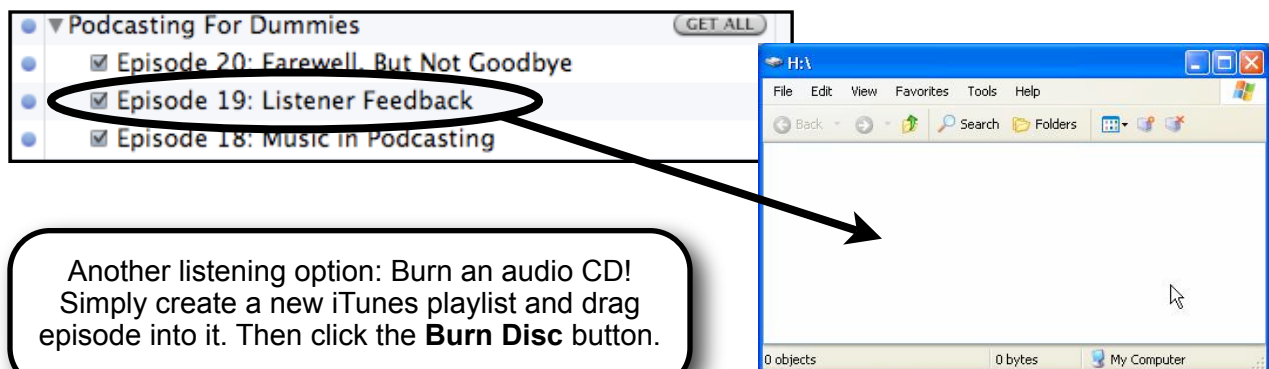 Podcasting For Dummies GET ALL
Episode 20: Farewell, But Not Goodbye
Episode 19: Listener Feedback
Episode 18: Music in Podcasting
H:\
File Edit View Favorites Tools Help
Back Search Folders
0 objects 0 bytes My Computer
Another listening option: Burn an audio CD!
Simply create a new iTunes playlist and drag
episode into it. Then click the Burn Disc button.